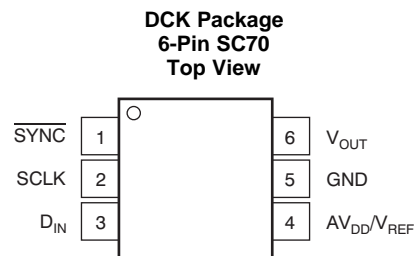 DCK Package
6-Pin SC70
Top View
SYNC 1 6 VOUT
SCLK 2 5 GND
DIN 3 4 AVDD/VREF